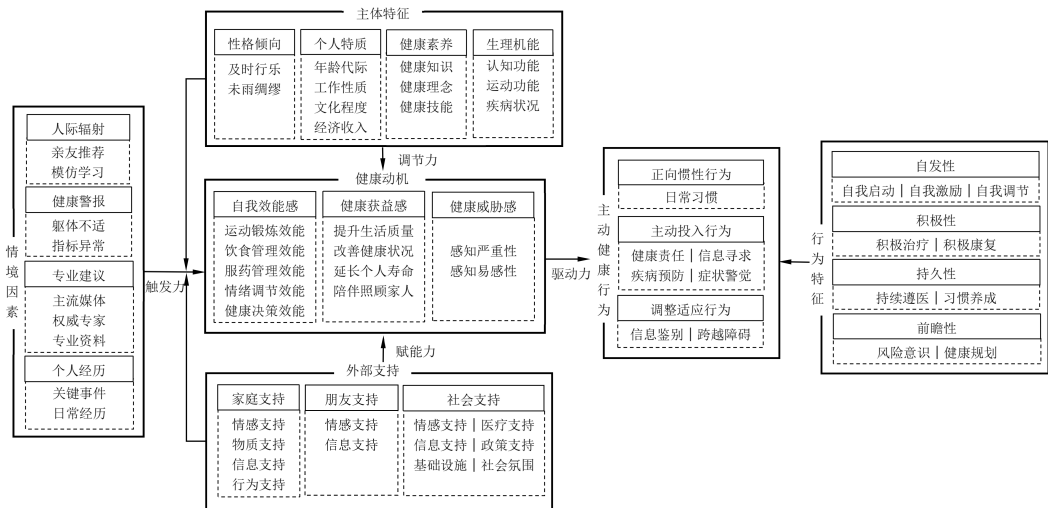 主体特征
性格倾向
及时行乐
未雨绸缪
个人特质
年龄代际
工作性质
文化程度
经济收入
健康素养
健康知识
健康理念
健康技能
生理机能
认知功能
运动功能
疾病状况
情境因素
人际辐射
亲友推荐
模仿学习
健康警报
躯体不适
指标异常
专业建议
主流媒体
权威专家
专业资料
个人经历
关键事件
日常经历
触发力
调节力
健康动机
自我效能感
运动锻炼效能
饮食管理效能
服药管理效能
情绪调节效能
健康决策效能
健康获益感
提升生活质量
改善健康状况
延长个人寿命
陪伴照顾家人
健康威胁感
感知严重性
感知易感性
赋能力
外部支持
家庭支持
情感支持
物质支持
信息支持
行为支持
朋友支持
情感支持
信息支持
社会支持
情感支持|医疗支持
信息支持|政策支持
基础设施|社会氛围
驱动力
主动健康行为
正向惯性行为
日常习惯
主动投入行为
健康责任|信息寻求
疾病预防|症状警觉
调整适应行为
信息鉴别|跨越障碍
行为特征
自发性
自我启动|自我激励|自我调节
积极性
积极治疗|积极康复
持久性
持续遵医|习惯养成
前瞻性
风险意识|健康规划